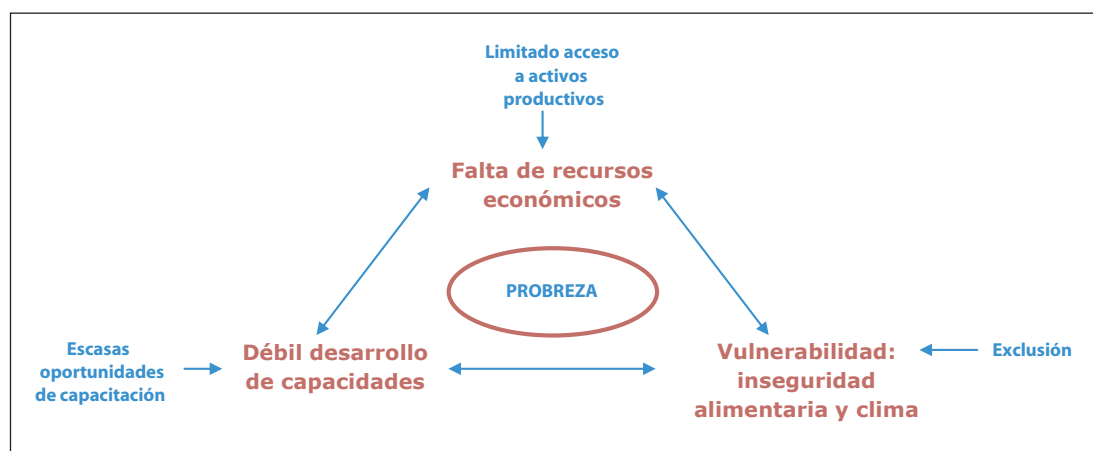 Limitado acceso
a activos
productivos
Falta de recursos
económicos
PROBREZA
Escasas
oportunidades
de capacitación
Débil desarrollo
de capacidades
Vulnerabilidad:
inseguridad
alimentaria y clima
Exclusión